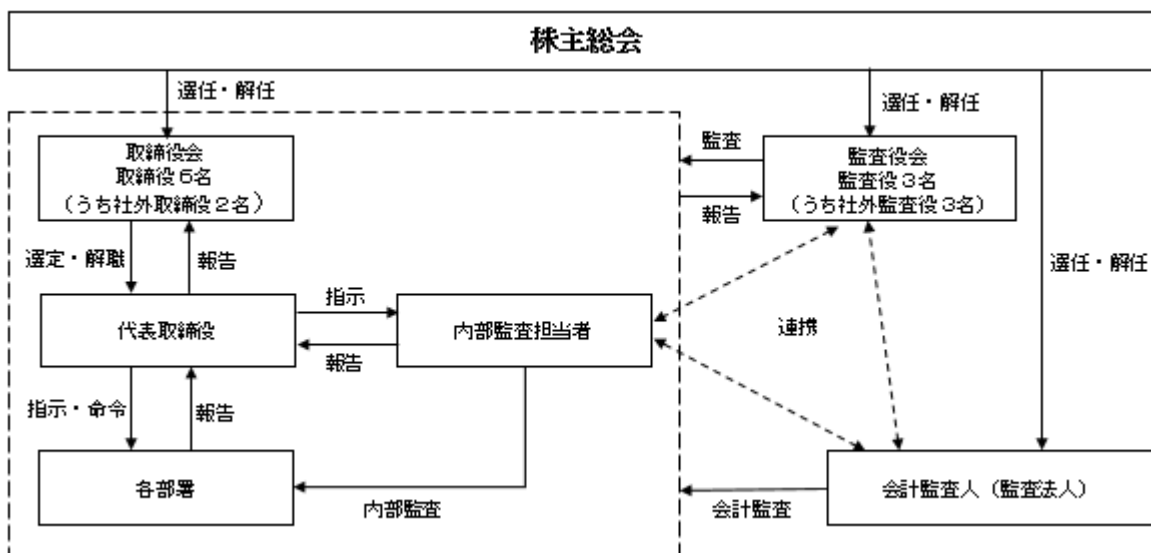 株主総会
選任・解任
選任・解任
取締役会
取締役6名
(うち社外取締役2名)
監査
監査役会
監査役3名
(うち社外監査役3名)
報告
選定・解職
報告
選任・解任
指示
代表取締役
内部監査担当者
連携
報告
指示・命令
報告
各部署
会計監査人(監査法人)
内部監査
会計監査